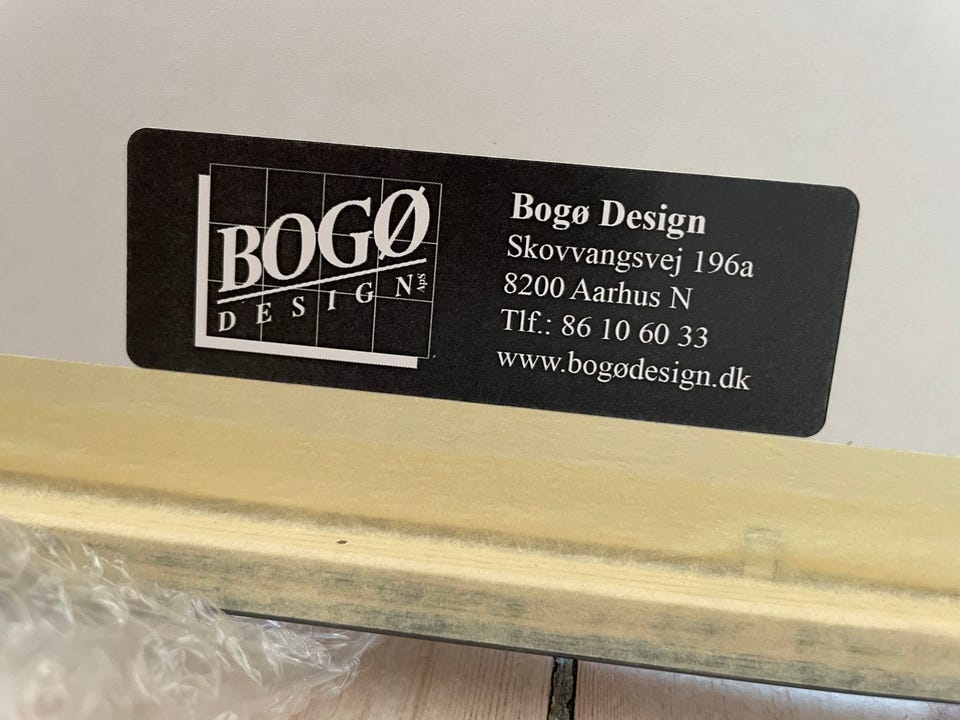 BOGØ
DESIGN ApS
Bogø Design
Skovvangsvej 196a
8200 Aarhus N
Tlf.: 86 10 60 33
www.bogødesign.dk